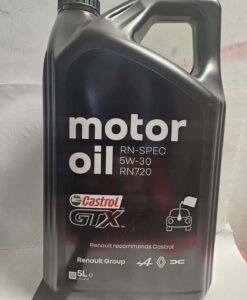 motor
oil
RN-SPEC
5W-30
RN720
Castrol
GTX
Renault recommends Castrol
Renault Group
5L e